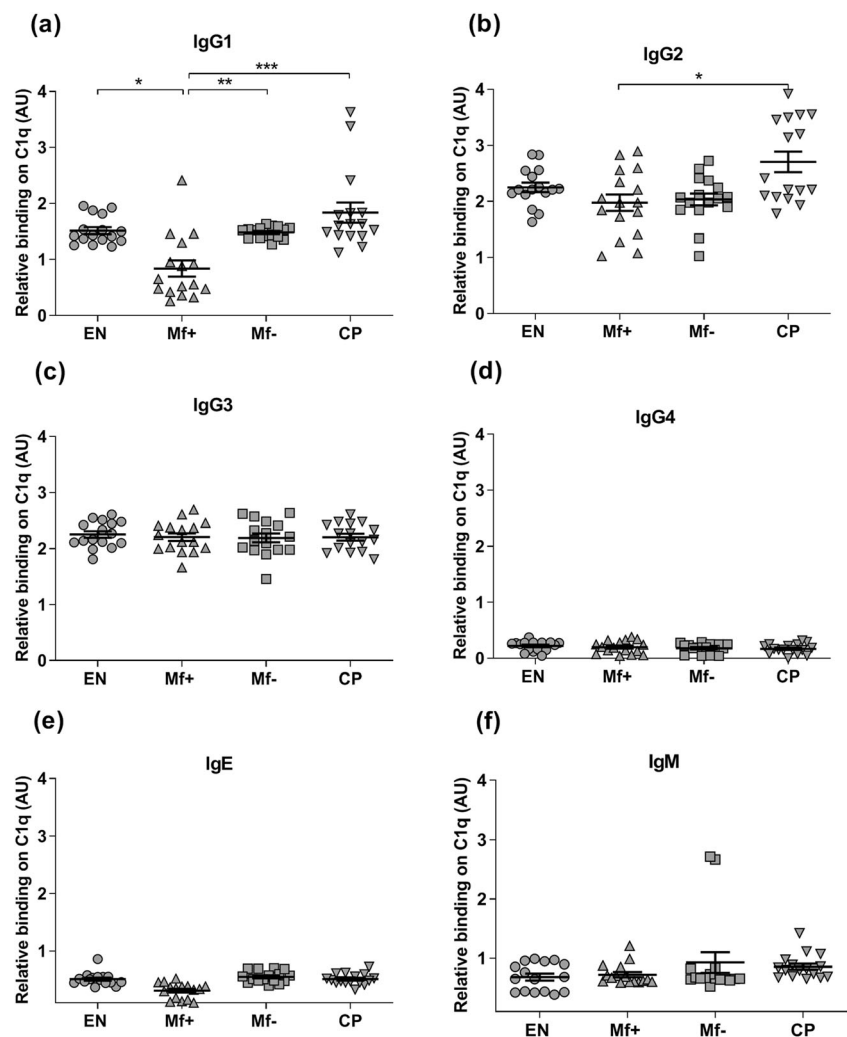 (a)
IgG1
Relative binding on C1q (AU)
4
3
2
1
0
*
**
***
EN
Mf+
Mf-
CP
(b)
IgG2
Relative binding on C1q (AU)
4
3
2
1
0
*
EN
Mf+
Mf-
CP
(c)
IgG3
Relative binding on C1q (AU)
4
3
2
1
0
EN
Mf+
Mf-
CP
(d)
IgG4
Relative binding on C1q (AU)
4
3
2
1
0
EN
Mf+
Mf-
CP
(e)
IgE
Relative binding on C1q (AU)
4
3
2
1
EN
Mf+
Mf-
CP
(f)
IgM
Relative binding on C1q (AU)
4
3
2
1
0
EN
Mf+
Mf-
CP